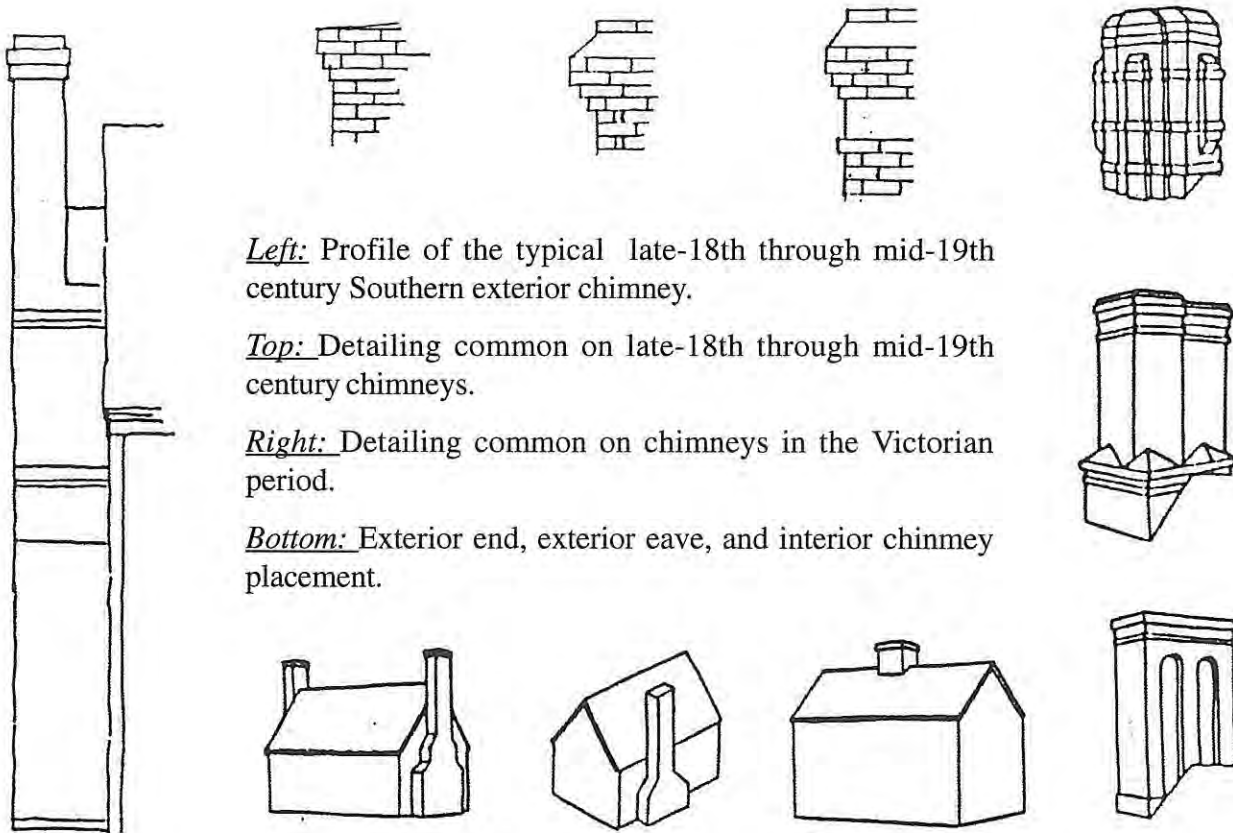 Left: Profile of the typical late-18th through mid-19th
century Southern exterior chimney.
Top: Detailing common on late-18th through mid-19th
century chimneys.
Right: Detailing common on chimneys in the Victorian
period.
Bottom: Exterior end, exterior eave, and interior chinmey
placement.